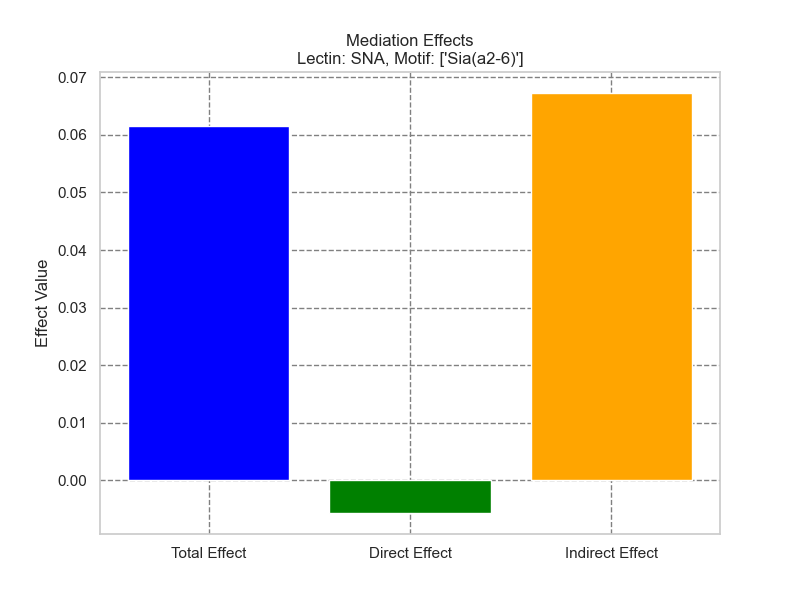 Mediation Effects
Lectin: SNA, Motif: ['Sia(a2-6)']
Effect Value
0.07
0.06
0.05
0.04
0.03
0.02
0.01
0.00
Total Effect
Direct Effect
Indirect Effect